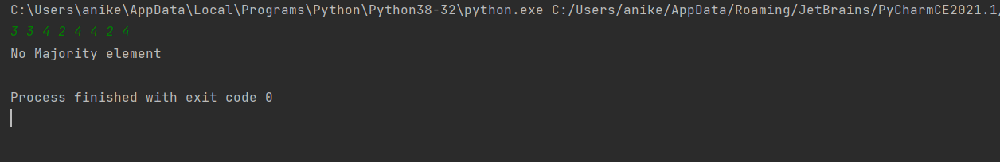 C:\Users\anike\AppData\Local\Programs\Python\Python38-32\python.exe C:/Users/anike/AppData/Roaming/JetBrains/PyCharmCE2021.1/
3 3 4 2 4 4 2 4
No Majority element
Process finished with exit code 0